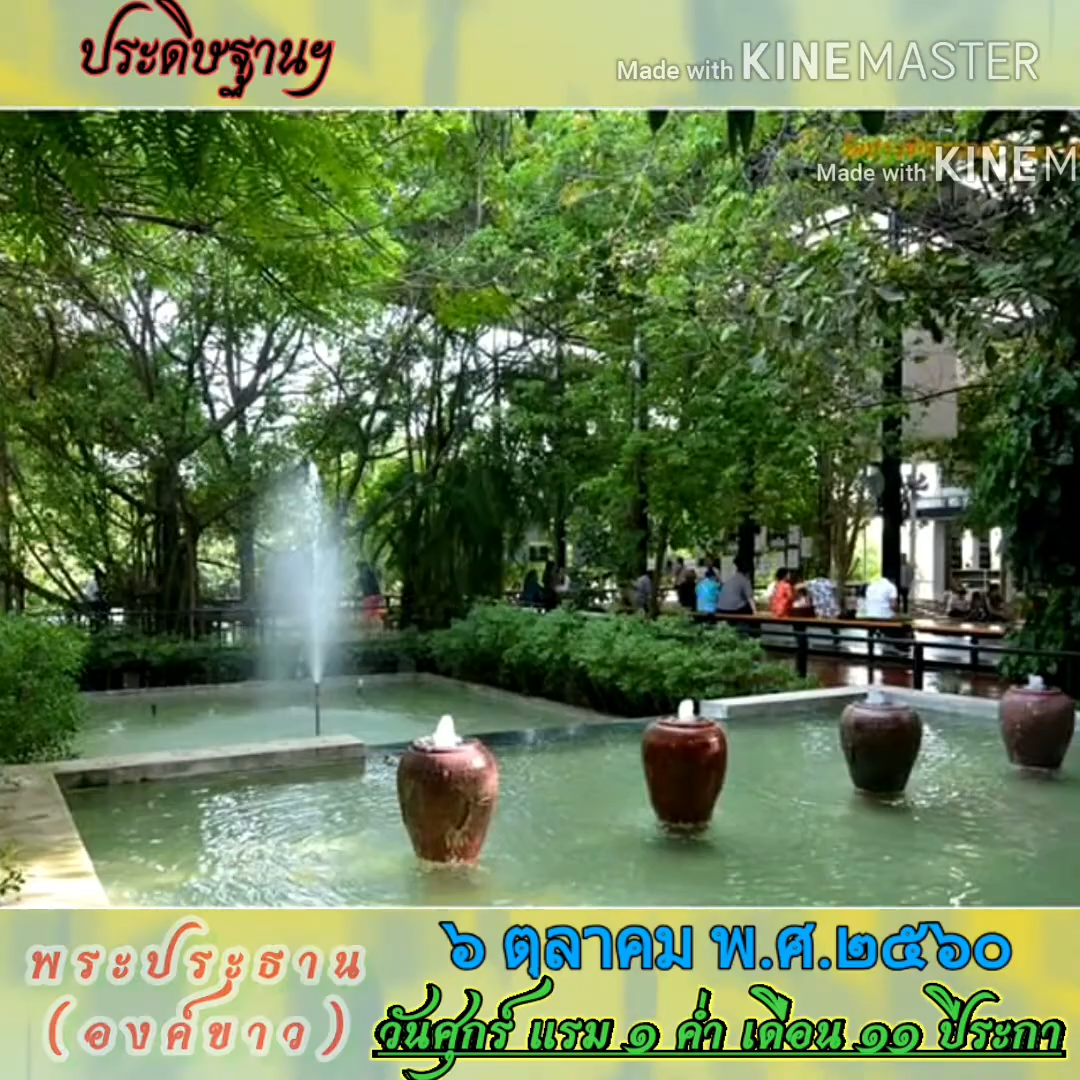 ประดิษฐานฯ
Made with KINEMASTER
Made with KINEM
พระประธาน
(องค์ขาว)
๖ ตุลาคม พ.ศ.๒๕๖๐
วันศุกร์ แรม ๑ ค่ำ เดือน ๑๑ ปีระกา